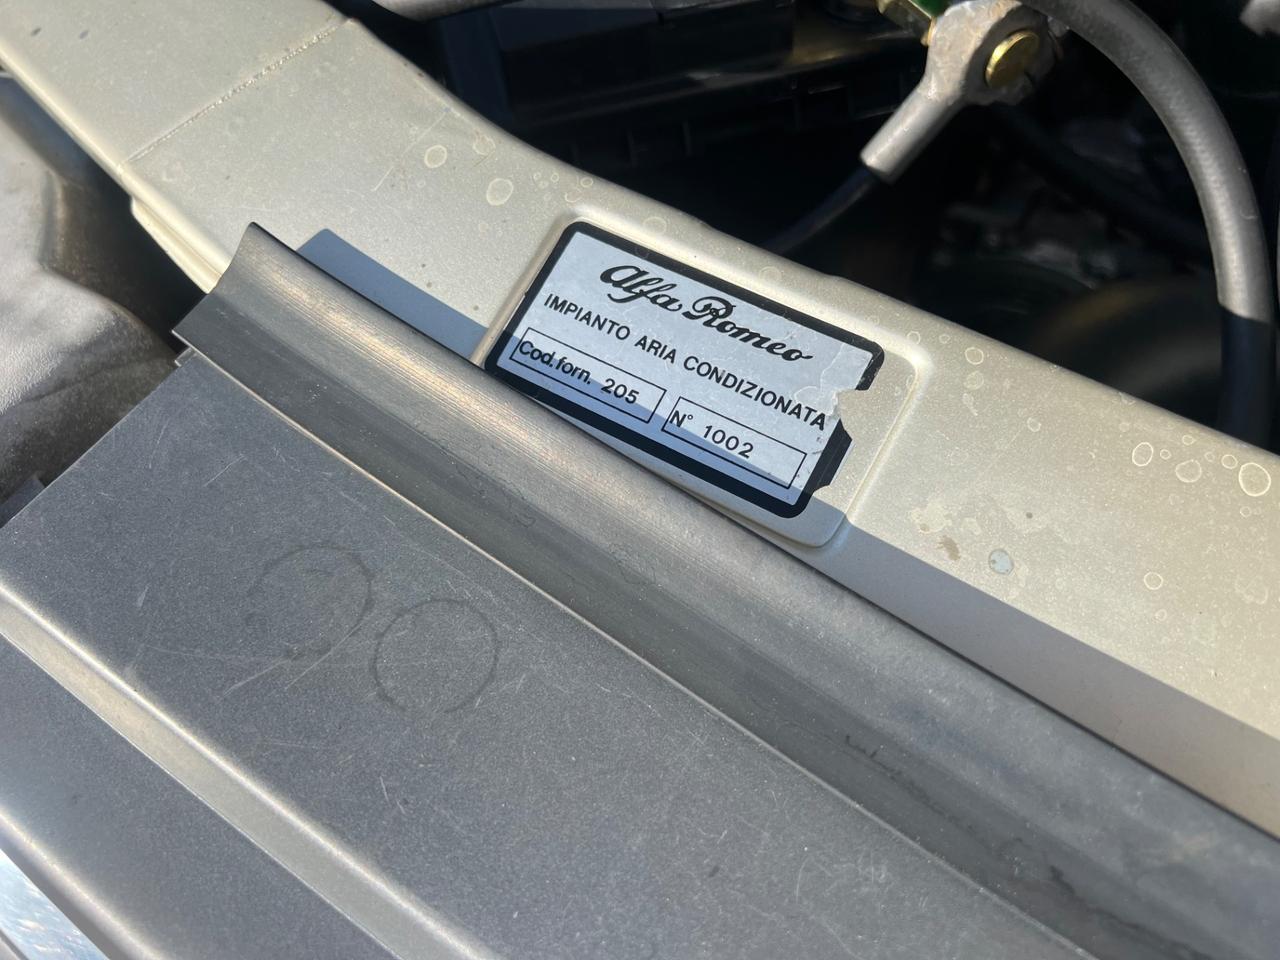 Alfa Romeo
IMPIANTO ARIA CONDIZIONATA
Cod. forn. 205 N° 1002